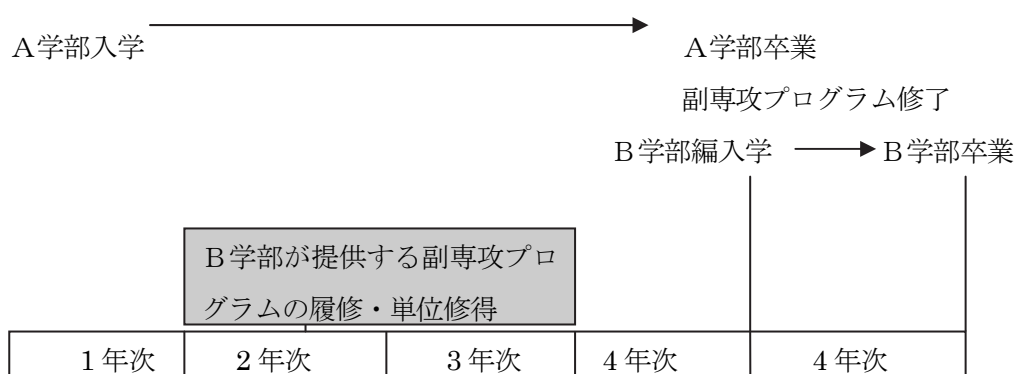 A学部入学
A学部卒業
副専攻プログラム修了
B学部編入学
B学部卒業
B学部が提供する副専攻プロ
グラムの履修・単位修得
1年次
2年次
3年次
4年次
4年次